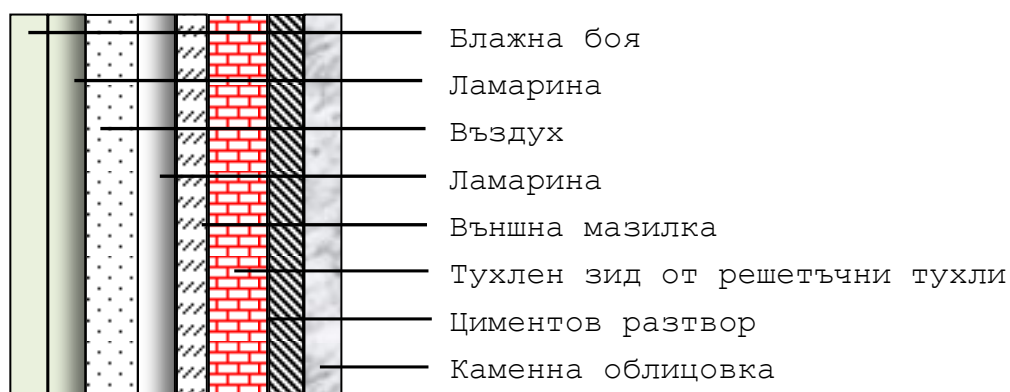 Блажна боя
Ламарина
Въздух
Ламарина
Външна мазилка
Тухлен зид от решетъчни тухли
Циментов разтвор
Каменна облицовка